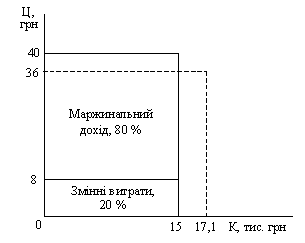 Ц,
грн
40
36
Маржинальний
дохід, 80 %
8
Змінні витрати,
20 %
0
15
17,1
К, тис. грн